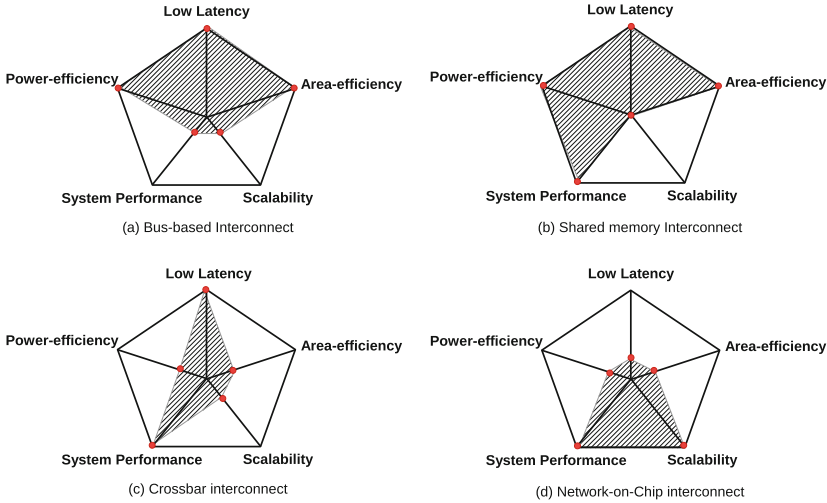 Low Latency
Power-efficiency
Area-efficiency
System Performance
Scalability
(a) Bus-based Interconnect
Low Latency
Power-efficiency
Area-efficiency
System Performance
Scalability
(b) Shared memory Interconnect
Low Latency
Power-efficiency
Area-efficiency
System Performance
Scalability
(c) Crossbar interconnect
Low Latency
Power-efficiency
Area-efficiency
System Performance
Scalability
(d) Network-on-Chip interconnect